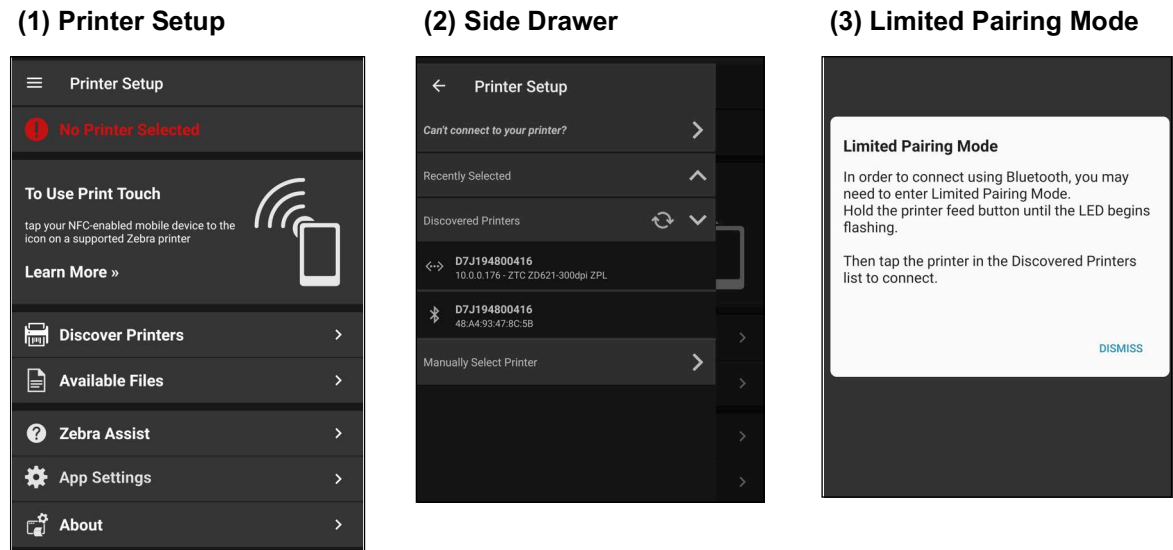 (1) Printer Setup
Printer Setup
No Printer Selected
To Use Print Touch
tap your NFC-enabled mobile device to the
icon on a supported Zebra printer
Learn More »
Discover Printers
Available Files
Zebra Assist
App Settings
About
(2) Side Drawer
Printer Setup
Can't connect to your printer?
Recently Selected
Discovered Printers
D7J194800416
10.0.0.176 - ZTC ZD621-300dpi ZPL
D7J194800416
48:A4:93:47:8C:5B
Manually Select Printer
(3) Limited Pairing Mode
Limited Pairing Mode
In order to connect using Bluetooth, you may
need to enter Limited Pairing Mode.
Hold the printer feed button until the LED begins
flashing.
Then tap the printer in the Discovered Printers
list to connect.
DISMISS